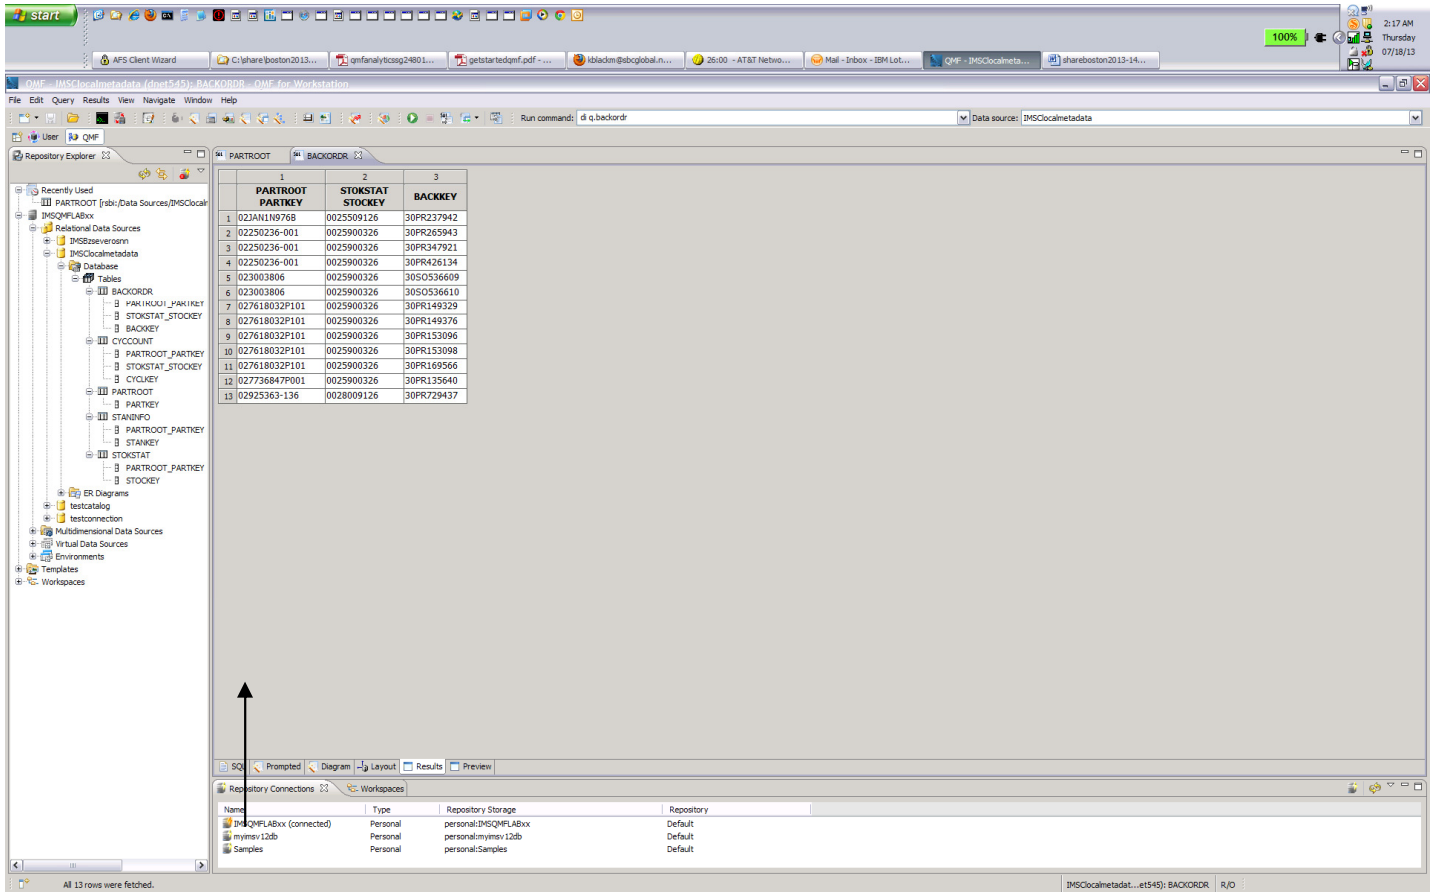 start
2:17 AM
100%
Thursday
07/18/13
AFS Client Wizard
C:\share\boston2013...
qmfanalyticssg24801...
getstartedqmf.pdf - ...
kblackm@sbcglobal.n...
26:00 - AT&T Netwo...
Mail - Inbox - IBM Lot...
QMF - IMSClocalmeta...
shareboston2013-14...
QMF - IMSClocalmetadata (dnet545): BACKORDR - QMF for Workstation
File Edit Query Results View Navigate Window Help
Run command: di q.backordr
Data source: IMSClocalmetadata
User QMF
Repository Explorer
PARTROOT BACKORDR
Recently Used
PARTROOT [rsbi:/Data Sources/IMSClocalr
IMSQMFLABxx
Relational Data Sources
IMSBzseverosnn
IMSClocalmetadata
Database
Tables
BACKORDR
PARTROOT_PARTKEY
STOKSTAT_STOCKEY
BACKKEY
CYCCOUNT
PARTROOT_PARTKEY
STOKSTAT_STOCKEY
CYCLKEY
PARTROOT
PARTKEY
STANINFO
PARTROOT_PARTKEY
STANKEY
STOKSTAT
PARTROOT_PARTKEY
STOCKEY
ER Diagrams
testcatalog
testconnection
Multidimensional Data Sources
Virtual Data Sources
Environments
Templates
Workspaces
1 2 3
PARTROOT PARTKEY STOKSTAT STOCKEY BACKKEY
1 02JAN1N976B 0025509126 30PR237942
2 02250236-001 0025900326 30PR265943
3 02250236-001 0025900326 30PR347921
4 02250236-001 0025900326 30PR426134
5 023003806 0025900326 30SO536609
6 023003806 0025900326 30SO536610
7 027618032P101 0025900326 30PR149329
8 027618032P101 0025900326 30PR149376
9 027618032P101 0025900326 30PR153096
10 027618032P101 0025900326 30PR153098
11 027618032P101 0025900326 30PR169566
12 027736847P001 0025900326 30PR135640
13 02925363-136 0028009126 30PR729437
SQL Prompted Diagram Layout Results Preview
Repository Connections Workspaces
Name Type Repository Storage Repository
IMSQMFLABxx (connected) Personal personal:IMSQMFLABxx Default
myimsv12db Personal personal:myimsv12db Default
Samples Personal personal:Samples Default
All 13 rows were fetched.
IMSClocalmetadat...et545): BACKORDR R/O